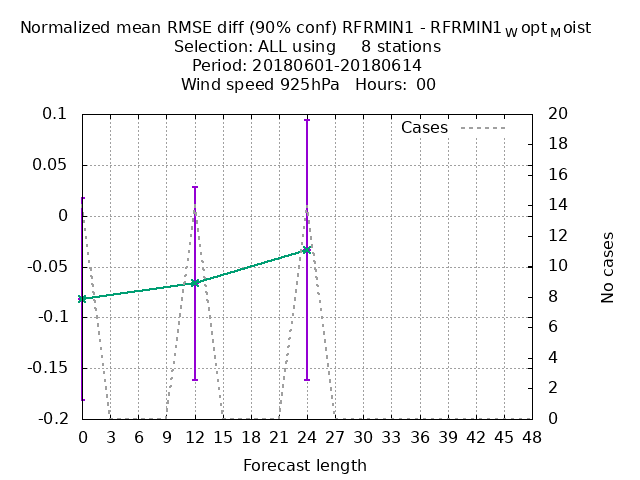 Normalized mean RMSE diff (90% conf) RFRMIN1 - RFRMIN1WoptMoist
Selection: ALL using 8 stations
Period: 20180601-20180614
Wind speed 925hPa Hours: 00
Cases
0.1
0.05
0
-0.05
-0.1
-0.15
-0.2
20
18
16
14
12
10
8
6
4
2
0
No cases
0 3 6 9 12 15 18 21 24 27 30 33 36 39 42 45 48
Forecast length